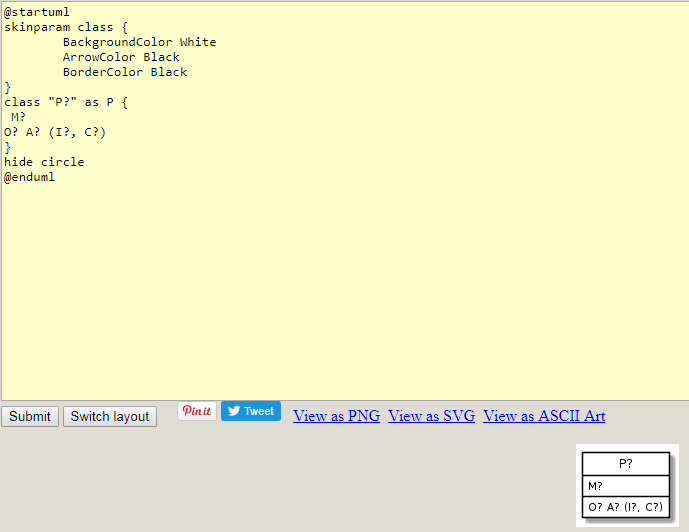 @startuml
skinparam class {
        BackgroundColor White
        ArrowColor Black
        BorderColor Black
}
class "P?" as P {
 M?
O? A? (I?, C?)
}
hide circle
@enduml
Submit Switch layout Pin it Tweet View as PNG View as SVG View as ASCII Art
P?
M?
O? A? (I?, C?)